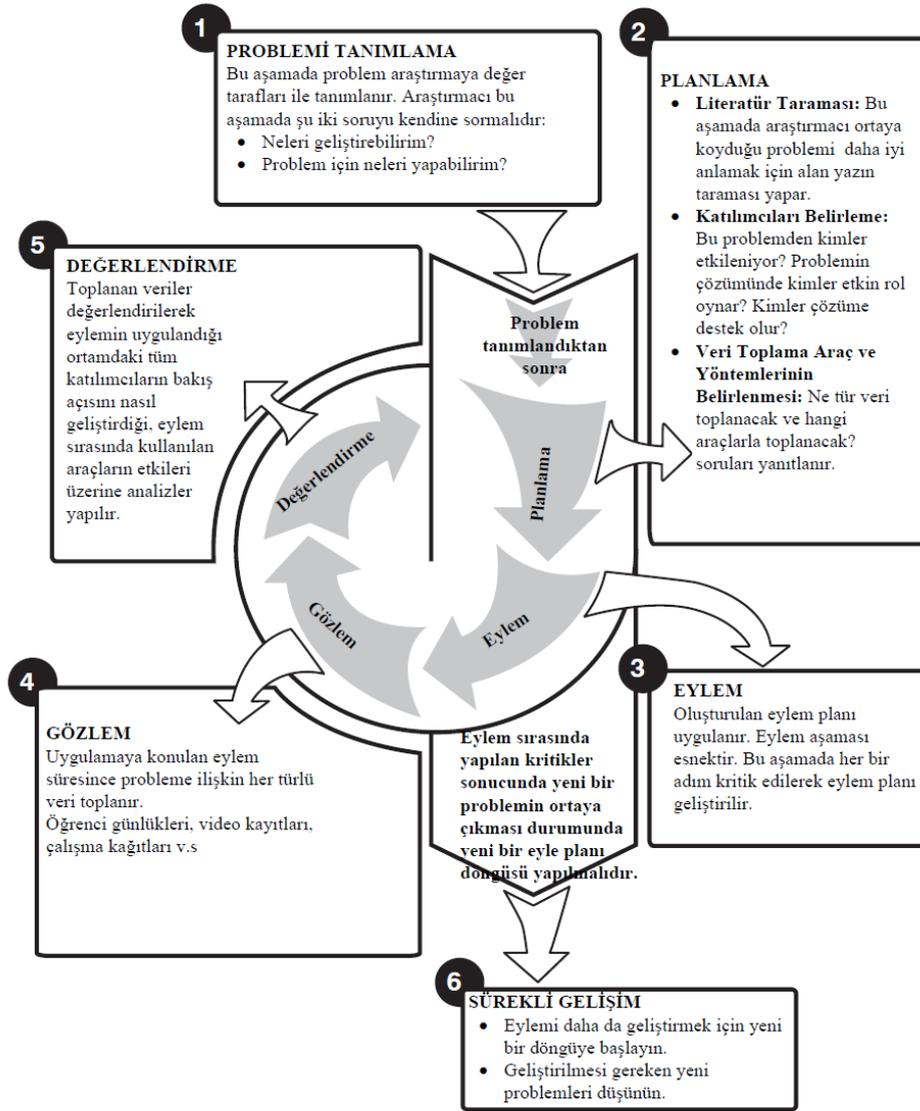 1
PROBLEMİ TANIMLAMA
Bu aşamada problem araştırmaya değer
tarafları ile tanımlanır. Araştırmacı bu
aşamada şu iki soruyu kendine sormalıdır:
• Neleri geliştirebilirim?
• Problem için neleri yapabilirim?
2
PLANLAMA
• Literatür Taraması: Bu
aşamada araştırmacı ortaya
koyduğu problemi daha iyi
anlamak için alan yazın
taraması yapar.
• Katılımcıları Belirleme:
Bu problemden kimler
etkileniyor? Problemin
çözümünde kimler etkin rol
oynar? Kimler çözüme
destek olur?
• Veri Toplama Araç ve
Yöntemlerinin
Belirlenmesi: Ne tür veri
toplanacak ve hangi
araçlarla toplanacak?
soruları yanıtlanır.
5
DEĞERLENDİRME
Toplanan veriler
değerlendirilerek
eylemin uygulandığı
ortamdaki tüm
katılımcıların bakış
açısını nasıl
geliştirdiği, eylem
sırasında kullanılan
araçların etkileri
üzerine analizler
yapılır.
Problem
tanımlandıktan
sonra
Planlama
Eylem
Gözlem
Değerlendirme
3
EYLEM
Oluşturulan eylem planı
uygulanır. Eylem aşaması
esnektir. Bu aşamada her bir
adım kritik edilerek eylem planı
geliştirilir.
4
GÖZLEM
Uygulamaya konulan eylem
süresince probleme ilişkin her türlü
veri toplanır.
Öğrenci günlükleri, video kayıtları,
çalışma kağıtları v.s
Eylem sırasında
yapılan kritikler
sonucunda yeni bir
problemin ortaya
çıkması durumunda
yeni bir eyle planı
döngüsü yapılmalıdır.
6
SÜREKLİ GELİŞİM
• Eylemi daha da geliştirmek için yeni
bir döngüye başlayın.
• Geliştirilmesi gereken yeni
problemleri düşünün.